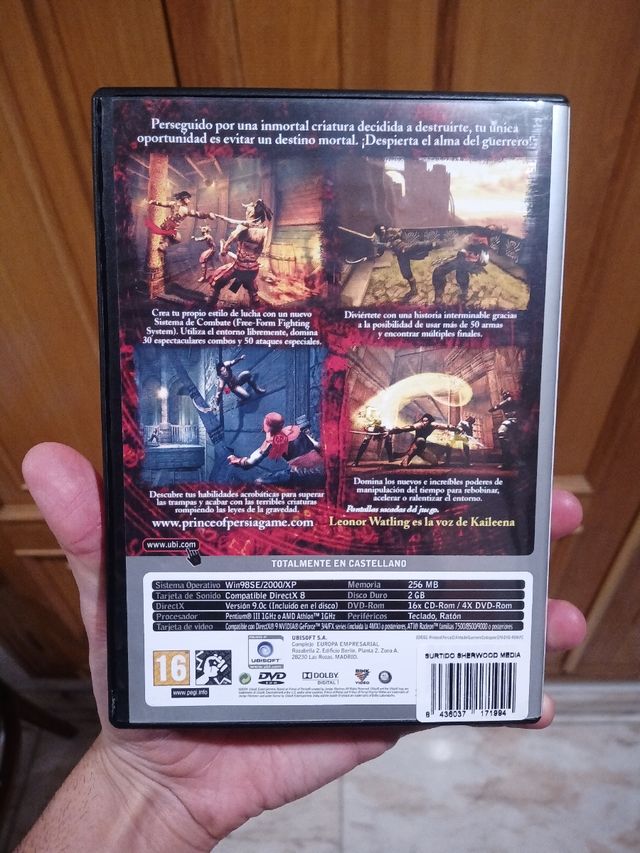 Perseguido por una inmortal criatura decidida a destruirte, tu única
oportunidad es evitar un destino mortal. ¡Despierta el alma del guerrero!
Crea tu propio estilo de lucha con un nuevo
Sistema de Combate (Free-Form Fighting
System). Utiliza el entorno libremente, domina
30 espectaculares combos y 50 ataques especiales.
Diviértete con una historia interminable gracias
a la posibilidad de usar más de 50 armas
y encontrar múltiples finales.
Descubre tus habilidades acrobáticas para superar
las trampas y acabar con las terribles criaturas
rompiendo las leyes de la gravedad.
Domina los nuevos e increíbles poderes de
manipulación del tiempo para rebobinar,
acelerar o ralentizar el entorno.
Pantallas sacadas del juego.
www.princeofpersiagame.com
Leonor Watling es la voz de Kaileena
www.ubi.com
TOTALMENTE EN CASTELLANO
Sistema Operativo Win98SE/2000/XP Memoria 256 MB
Tarjeta de Sonido Compatible DirectX 8 Disco Duro 2 GB
DirectX Versión 9.0c (Incluido en el disco) DVD-Rom 16x CD-Rom / 4X DVD-Rom
Procesador Pentium® III 1GHz o AMD Athlon™ 1GHz Periféricos Teclado, Ratón
Tarjeta de video
16
www.pegi.info
UBISOFT
UBISOFT S.A.
Complejo EUROPA EMPRESARIAL
Rozabella 2. Edificio Berlín. Planta 2. Zona A.
28230 Las Rozas. MADRID.
DVD
DOLBY
DIGITAL
BINK
VIDEO
SURTIDO SHERWOOD MEDIA
8 436037 171994